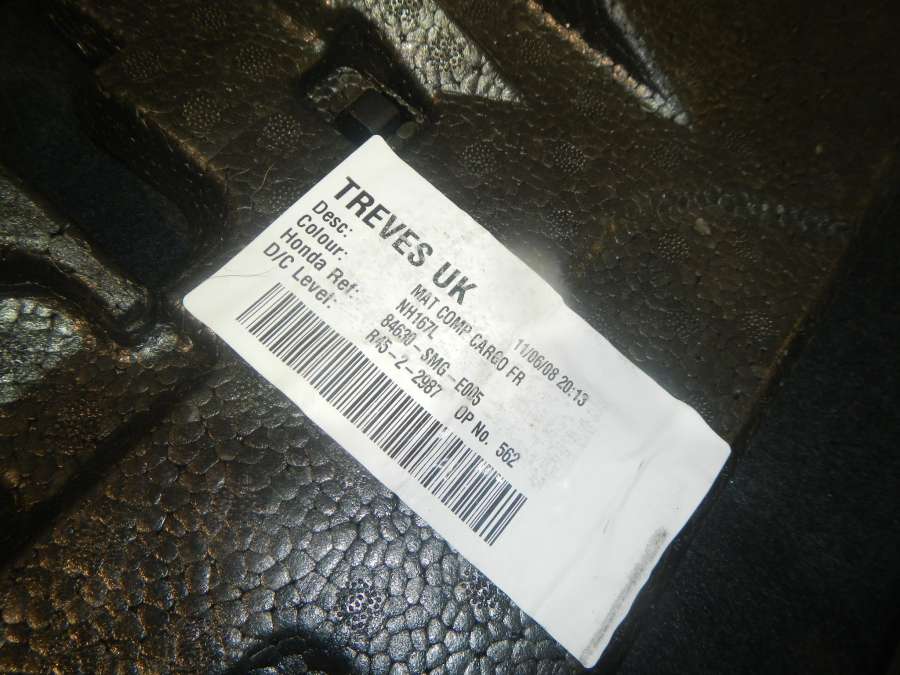 TREVES UK 11/06/08 20:13
Desc: MAT COMP CARGO FR
Colour: NH167L
Honda Ref: 84630-SMG-E005
D/C Level: R45-2-2987 OP No. 562